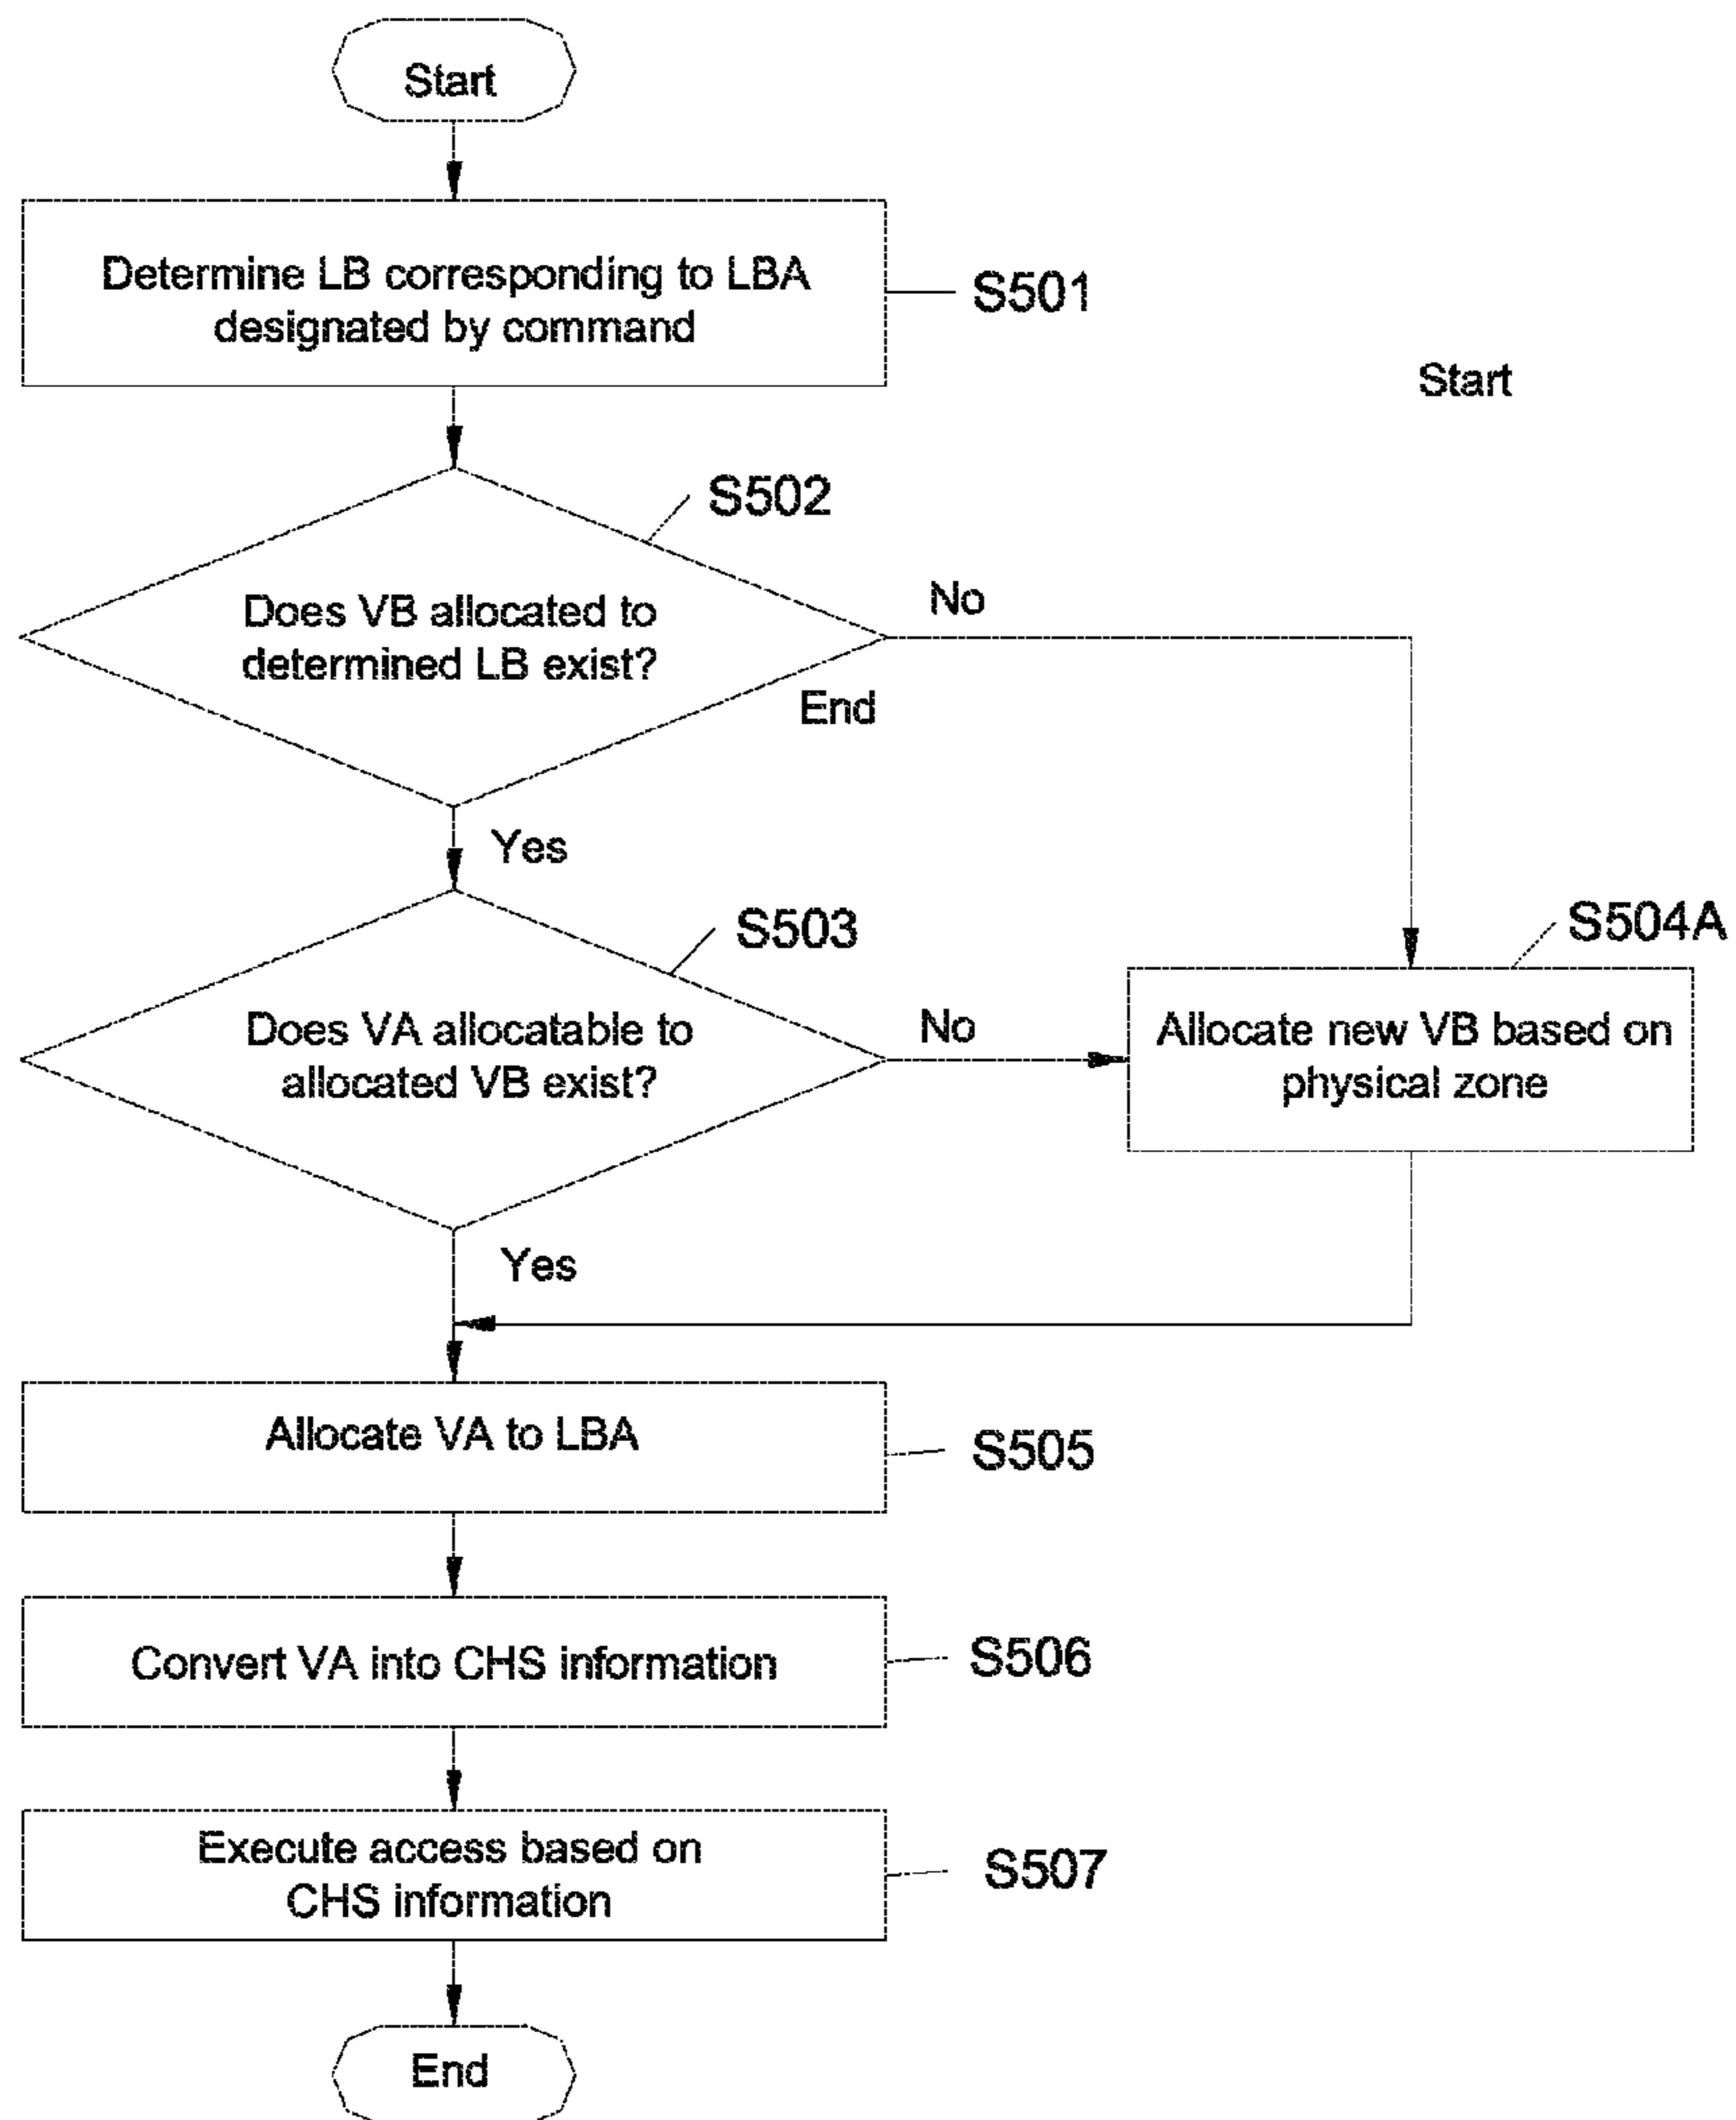 Start
Determine LB corresponding to LBA
designated by command
S501
Start
S502
Does VB allocated to
determined LB exist?
No
End
Yes
S503
Does VA allocatable to
allocated VB exist?
No
S504A
Allocate new VB based on
physical zone
Yes
Allocate VA to LBA
S505
Convert VA into CHS information
S506
Execute access based on
CHS information
S507
End